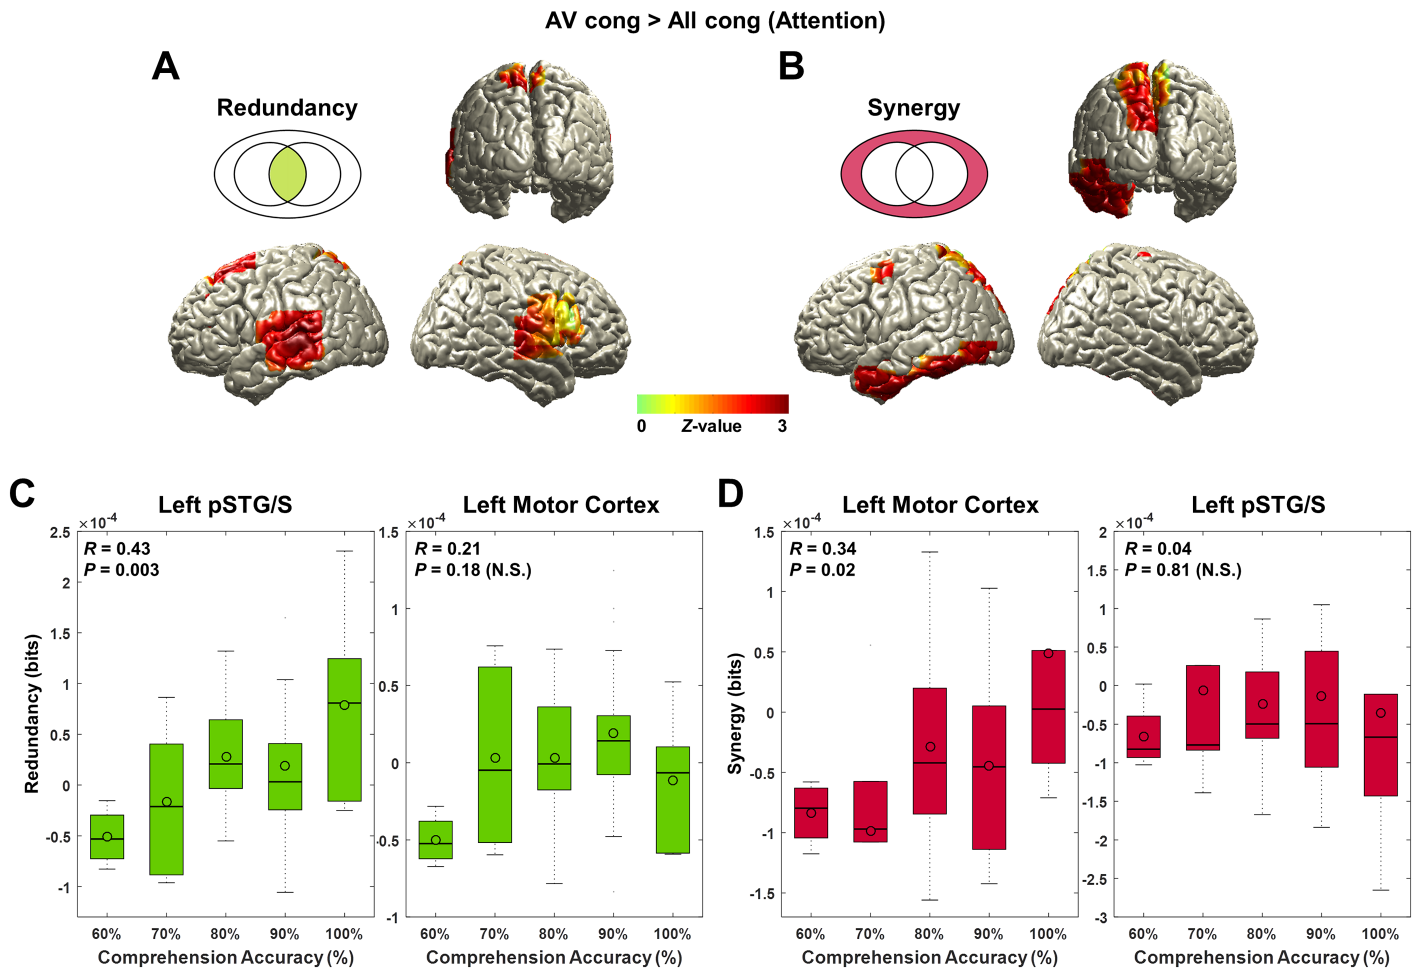 AV cong > All cong (Attention)
A
Redundancy
B
Synergy
0 Z-value 3
C
Left pSTG/S
×10-4
R = 0.43
P = 0.003
2.5
2
1.5
1
0.5
0
-0.5
-1
Redundancy (bits)
60% 70% 80% 90% 100%
Comprehension Accuracy (%)
Left Motor Cortex
×10-4
R = 0.21
P = 0.18 (N.S.)
1.5
1
0.5
0
-0.5
-1
60% 70% 80% 90% 100%
Comprehension Accuracy (%)
D
Left Motor Cortex
×10-4
R = 0.34
P = 0.02
1.5
1
0.5
0
-0.5
-1
-1.5
Synergy (bits)
60% 70% 80% 90% 100%
Comprehension Accuracy (%)
Left pSTG/S
×10-4
R = 0.04
P = 0.81 (N.S.)
2
1.5
1
0.5
0
-0.5
-1
-1.5
-2
-2.5
-3
60% 70% 80% 90% 100%
Comprehension Accuracy (%)